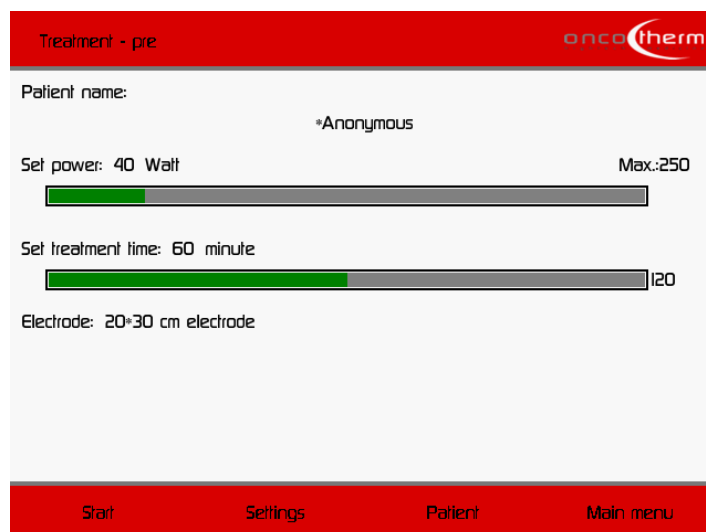 Treatment - pre
oncotherm
Patient name:
*Anonymous
Set power: 40 Watt Max.:250
Set treatment time: 60 minute
120
Electrode: 20*30 cm electrode
Start Settings Patient Main menu